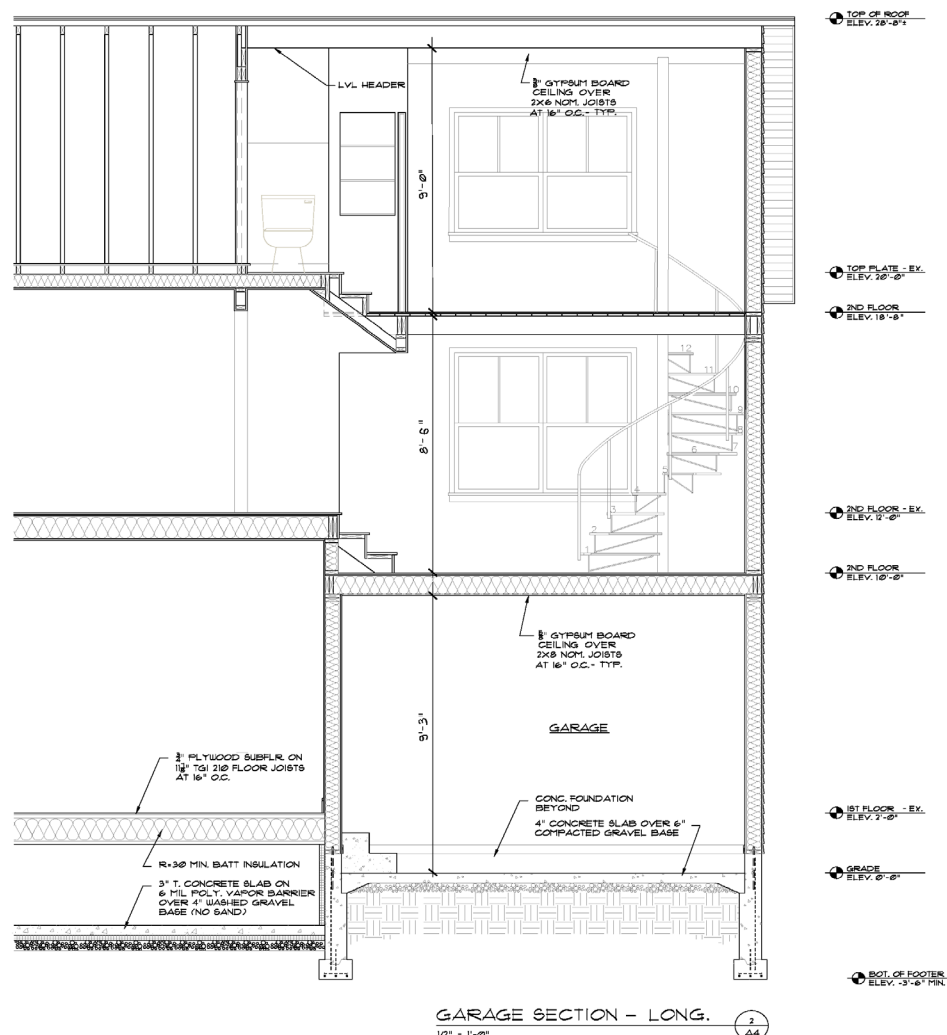 TOP OF ROOF
ELEV. 28'-8"±
LVL HEADER
5/8" GYPSUM BOARD
CEILING OVER
2X6 NOM. JOISTS
AT 16" O.C.- TYP.
9'-0"
TOP PLATE - EX.
ELEV. 20'-0"
2ND FLOOR
ELEV. 18'-8"
12
11
10
9
8
7
6
5
4
3
2
1
8'-6"
2ND FLOOR - EX.
ELEV. 12'-0"
2ND FLOOR
ELEV. 10'-0"
5/8" GYPSUM BOARD
CEILING OVER
2X8 NOM. JOISTS
AT 16" O.C.- TYP.
9'-3"
GARAGE
PLYWOOD SUBFLR. ON
TGI 210 FLOOR JOISTS
AT 16" O.C.
CONC. FOUNDATION
BEYOND
4" CONCRETE SLAB OVER 6"
COMPACTED GRAVEL BASE
1ST FLOOR - EX.
ELEV. 2'-0"
R=30 MIN. BATT INSULATION
3" T. CONCRETE SLAB ON
6 MIL POLY. VAPOR BARRIER
OVER 4" WASHED GRAVEL
BASE (NO SAND)
GRADE
ELEV. 0'-0"
BOT. OF FOOTER
ELEV. -3'-6" MIN.
GARAGE SECTION - LONG.
2
A4
1/2" = 1'-0"